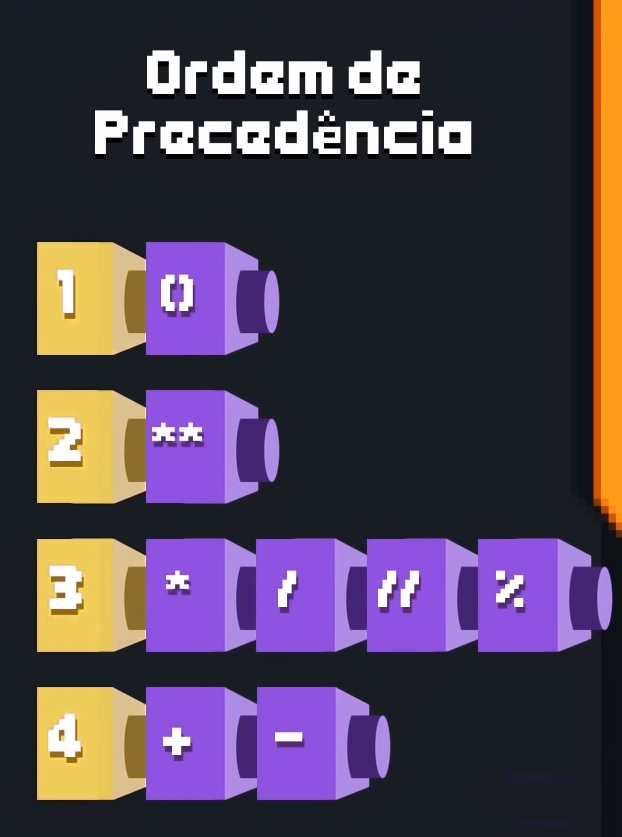 Ordem de
Precedência
1 ()
2 **
3 * / // %
4 + -